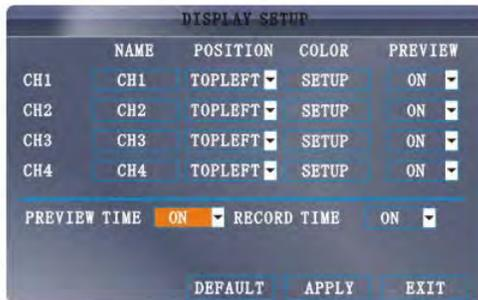 DISPLAY SETUP
NAME POSITION COLOR PREVIEW
CH1 CH1 TOPLEFT SETUP ON
CH2 CH2 TOPLEFT SETUP ON
CH3 CH3 TOPLEFT SETUP ON
CH4 CH4 TOPLEFT SETUP ON
PREVIEW TIME ON RECORD TIME ON
DEFAULT APPLY EXIT